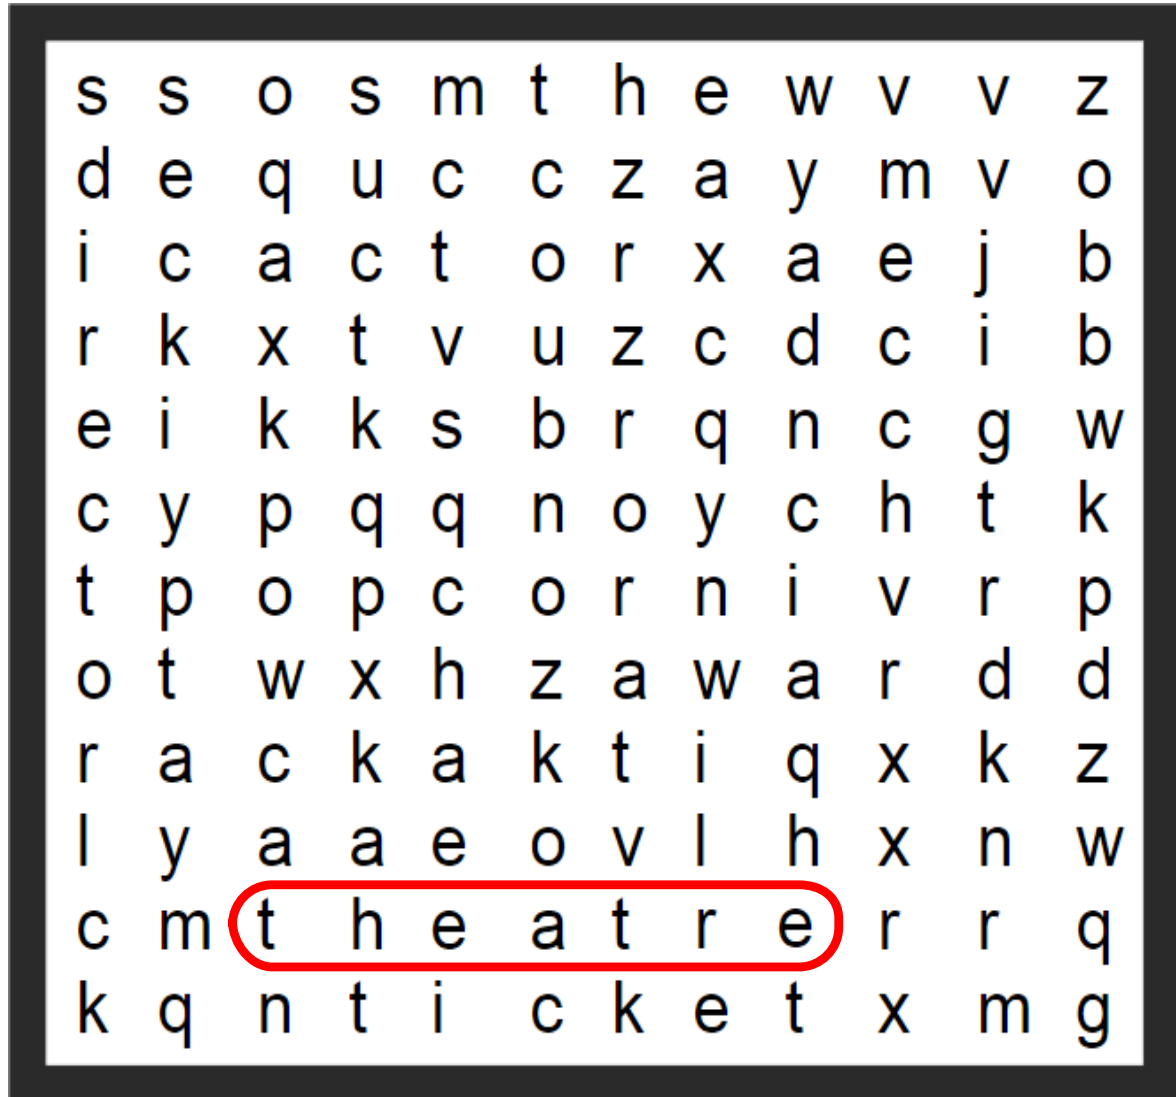 s s o s m t h e w v v z
d e q u c c z a y m v o
i c a c t o r x a e j b
r k x t v u z c d c i b
e i k k s b r q n c g w
c y p q q n o y c h t k
t p o p c o r n i v r p
o t w x h z a w a r d d
r a c k a k t i q x k z
l y a a e o v l h x n w
c m t h e a t r e r r q
k q n t i c k e t x m g